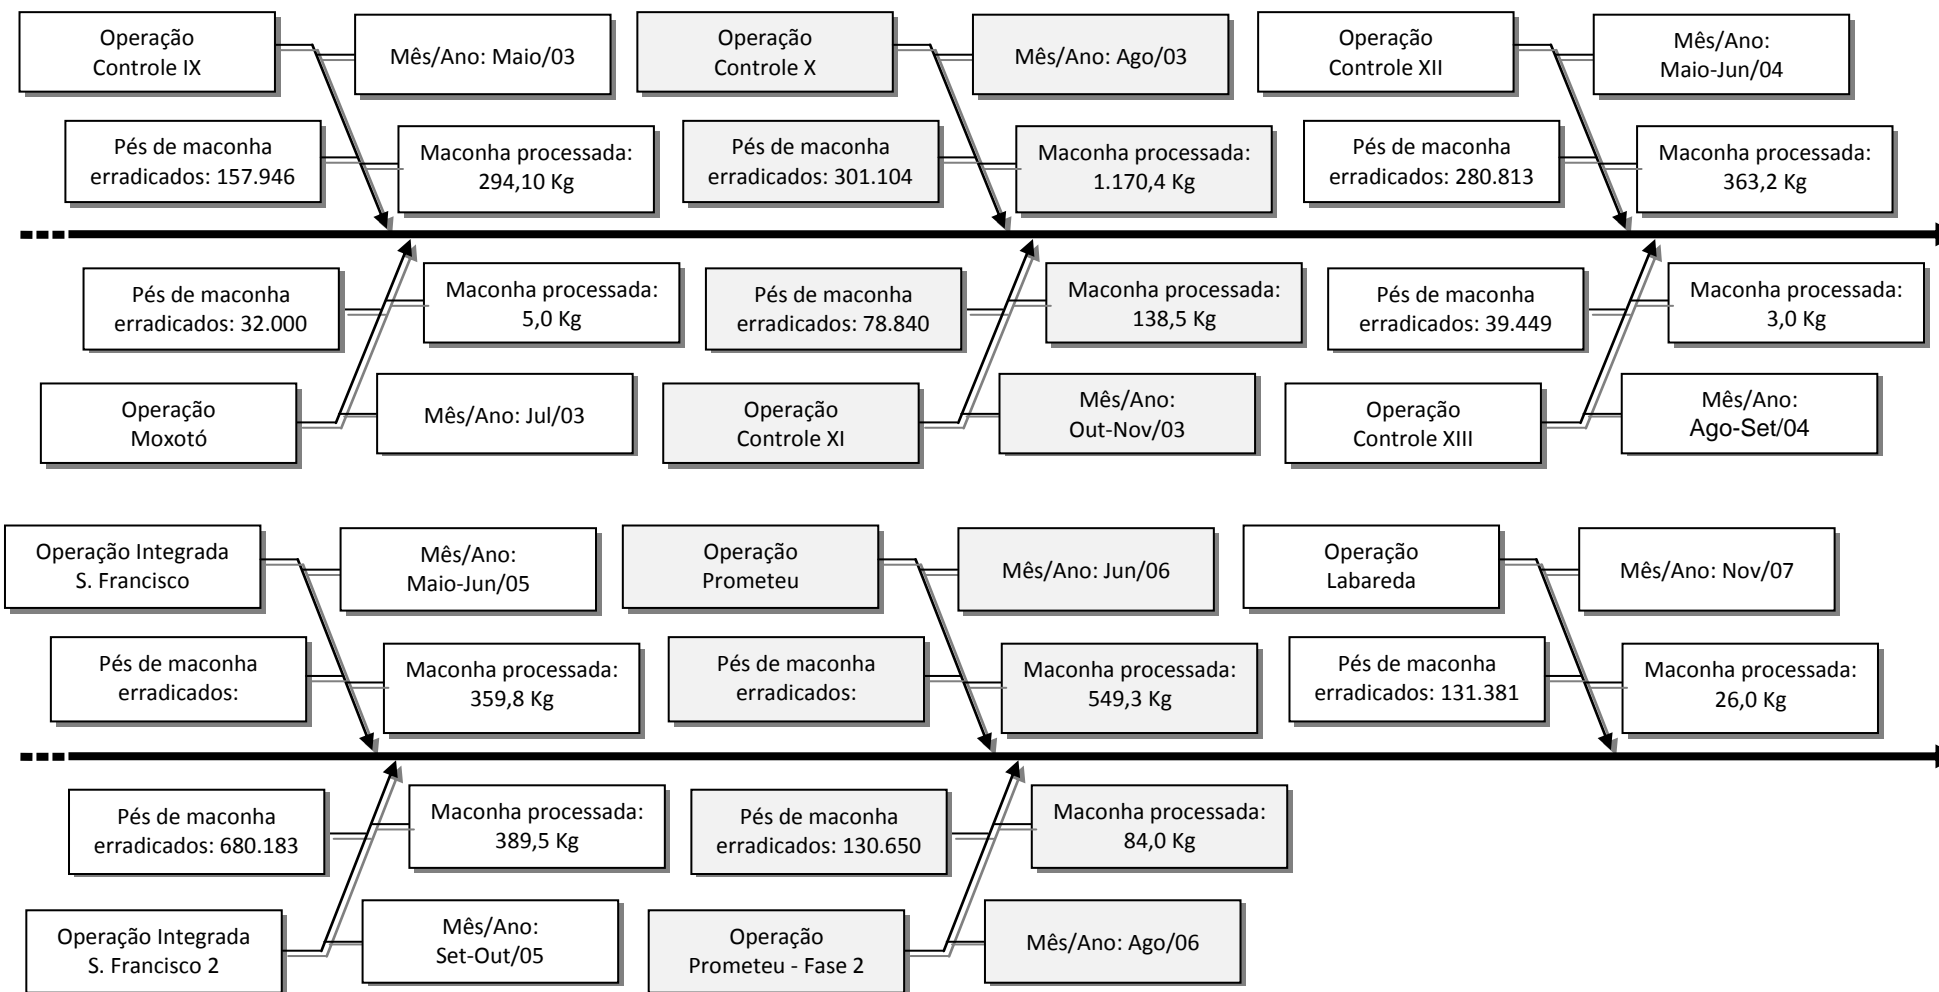 Operação
Controle IX
Mês/Ano: Maio/03
Pés de maconha
erradicados: 157.946
Maconha processada:
294,10 Kg
Operação
Controle X
Mês/Ano: Ago/03
Pés de maconha
erradicados: 301.104
Maconha processada:
1.170,4 Kg
Operação
Controle XII
Mês/Ano:
Maio-Jun/04
Pés de maconha
erradicados: 280.813
Maconha processada:
363,2 Kg
Pés de maconha
erradicados: 32.000
Maconha processada:
5,0 Kg
Operação
Moxotó
Mês/Ano: Jul/03
Pés de maconha
erradicados: 78.840
Maconha processada:
138,5 Kg
Operação
Controle XI
Mês/Ano:
Out-Nov/03
Pés de maconha
erradicados: 39.449
Maconha processada:
3,0 Kg
Operação
Controle XIII
Mês/Ano:
Ago-Set/04
Operação Integrada
S. Francisco
Mês/Ano:
Maio-Jun/05
Pés de maconha
erradicados:
Maconha processada:
359,8 Kg
Operação
Prometeu
Mês/Ano: Jun/06
Pés de maconha
erradicados:
Maconha processada:
549,3 Kg
Operação
Labareda
Mês/Ano: Nov/07
Pés de maconha
erradicados: 131.381
Maconha processada:
26,0 Kg
Pés de maconha
erradicados: 680.183
Maconha processada:
389,5 Kg
Operação Integrada
S. Francisco 2
Mês/Ano:
Set-Out/05
Pés de maconha
erradicados: 130.650
Maconha processada:
84,0 Kg
Operação
Prometeu - Fase 2
Mês/Ano: Ago/06